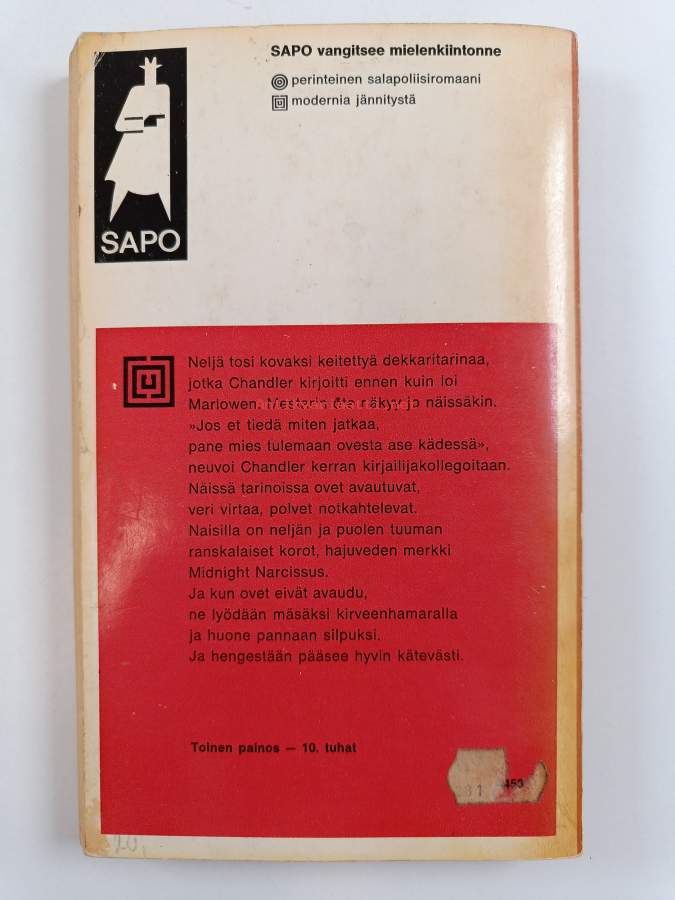 SAPO
SAPO vangitsee mielenkiintonne
perinteinen salapoliisiromaani
modernia jännitystä
Neljä tosi kovaksi keitettyä dekkaritarinaa,
jotka Chandler kirjoitti ennen kuin loi
Marlowen. Mestarin ote näkyy jo näissäkin.
»Jos et tiedä miten jatkaa,
pane mies tulemaan ovesta ase kädessä»,
neuvoi Chandler kerran kirjailijakollegoitaan.
Näissä tarinoissa ovet avautuvat,
veri virtaa, polvet notkahtelevat.
Naisilla on neljän ja puolen tuuman
ranskalaiset korot, hajuveden merkki
Midnight Narcissus.
Ja kun ovet eivät avaudu,
ne lyödään mäsäksi kirveenhamaralla
ja huone pannaan silpuksi.
Ja hengestään pääsee hyvin kätevästi.
Toinen painos — 10. tuhat
453